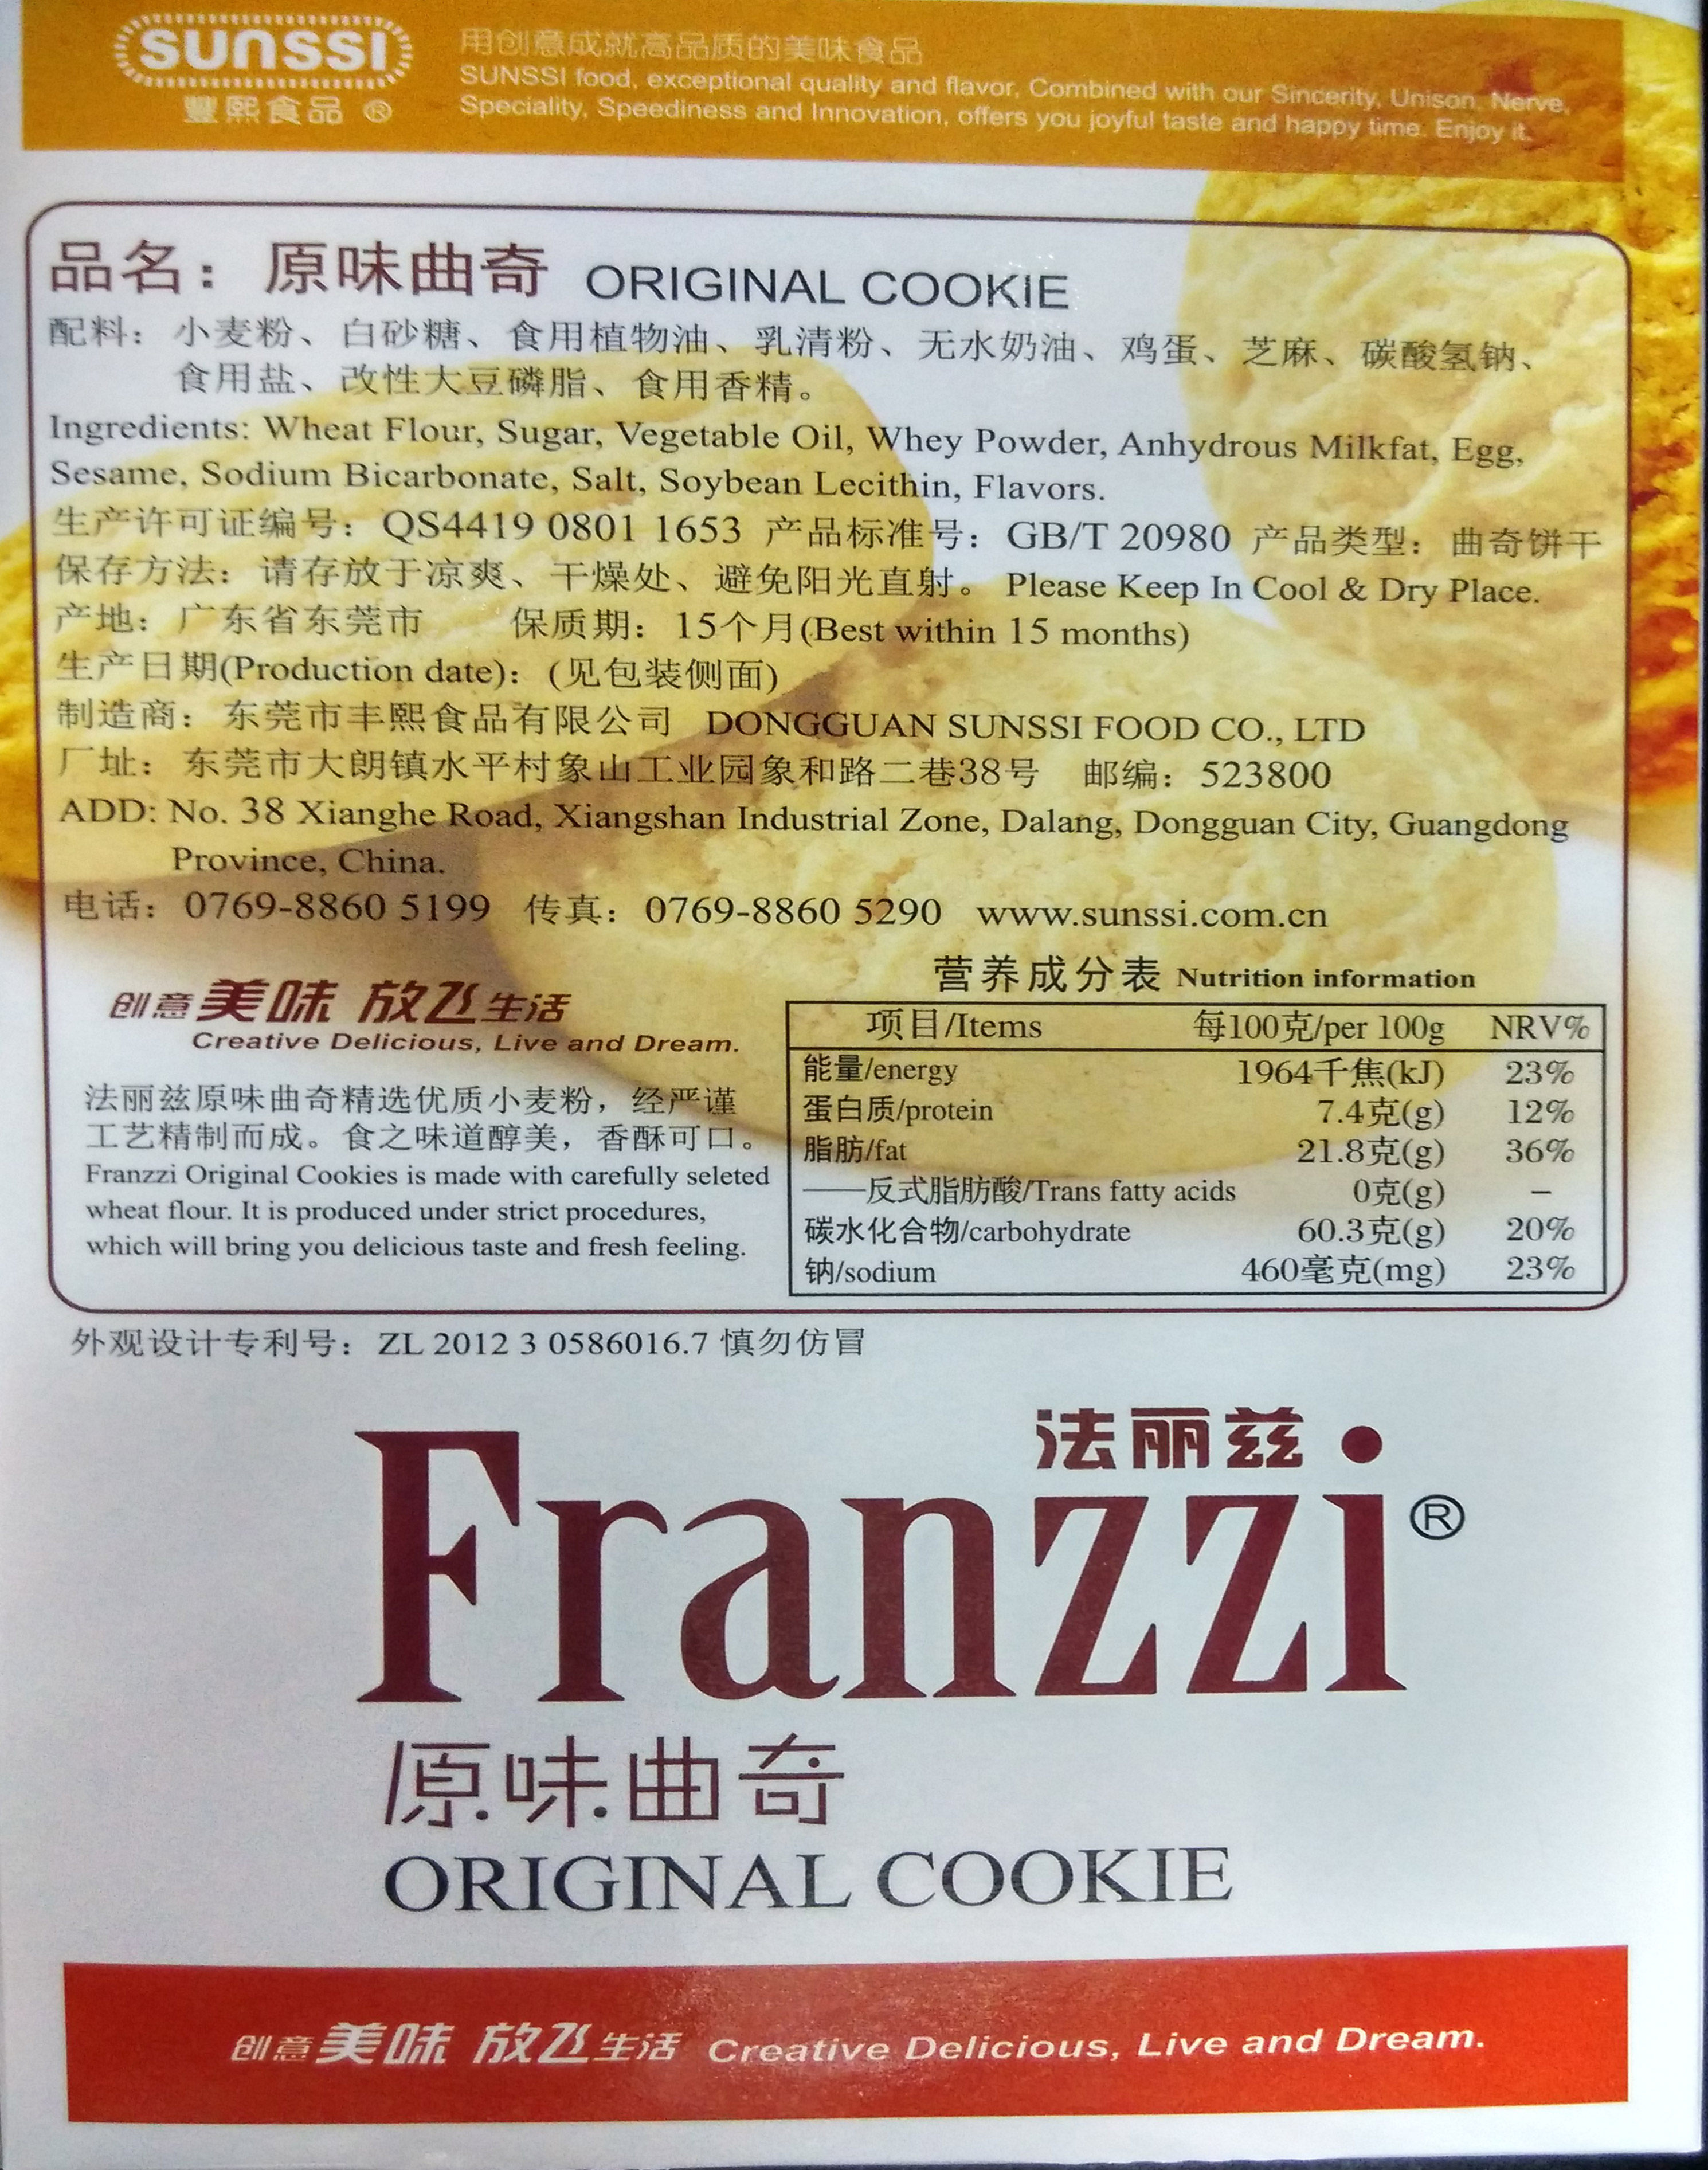 SUNSSI
豐熙食品 ®
用创意成就高品质的美味食品
SUNSSI food, exceptional quality and flavor, Combined with our Sincerity, Unison, Nerve,
Speciality, Speediness and Innovation, offers you joyful taste and happy time. Enjoy it.
品名：原味曲奇 ORIGINAL COOKIE
配料：小麦粉、白砂糖、食用植物油、乳清粉、无水奶油、鸡蛋、芝麻、碳酸氢钠、
食用盐、改性大豆磷脂、食用香精。
Ingredients: Wheat Flour, Sugar, Vegetable Oil, Whey Powder, Anhydrous Milkfat, Egg,
Sesame, Sodium Bicarbonate, Salt, Soybean Lecithin, Flavors.
生产许可证编号：QS4419 0801 1653 产品标准号：GB/T 20980 产品类型：曲奇饼干
保存方法：请存放于凉爽、干燥处、避免阳光直射。Please Keep In Cool & Dry Place.
产地：广东省东莞市 保质期：15个月(Best within 15 months)
生产日期(Production date)：(见包装侧面)
制造商：东莞市丰熙食品有限公司 DONGGUAN SUNSSI FOOD CO., LTD
厂址：东莞市大朗镇水平村象山工业园象和路二巷38号 邮编：523800
ADD: No. 38 Xianghe Road, Xiangshan Industrial Zone, Dalang, Dongguan City, Guangdong
Province, China.
电话：0769-8860 5199 传真：0769-8860 5290 www.sunssi.com.cn
创意美味 放飞生活
Creative Delicious, Live and Dream.
法丽兹原味曲奇精选优质小麦粉，经严谨
工艺精制而成。食之味道醇美，香酥可口。
Franzzi Original Cookies is made with carefully seleted
wheat flour. It is produced under strict procedures,
which will bring you delicious taste and fresh feeling.
营养成分表 Nutrition information
项目/Items 每100克/per 100g NRV%
能量/energy 1964千焦(kJ) 23%
蛋白质/protein 7.4克(g) 12%
脂肪/fat 21.8克(g) 36%
——反式脂肪酸/Trans fatty acids 0克(g) –
碳水化合物/carbohydrate 60.3克(g) 20%
钠/sodium 460毫克(mg) 23%
外观设计专利号：ZL 2012 3 0586016.7 慎勿仿冒
法丽兹
Franzzi®
原味曲奇
ORIGINAL COOKIE
创意美味 放飞生活 Creative Delicious, Live and Dream.